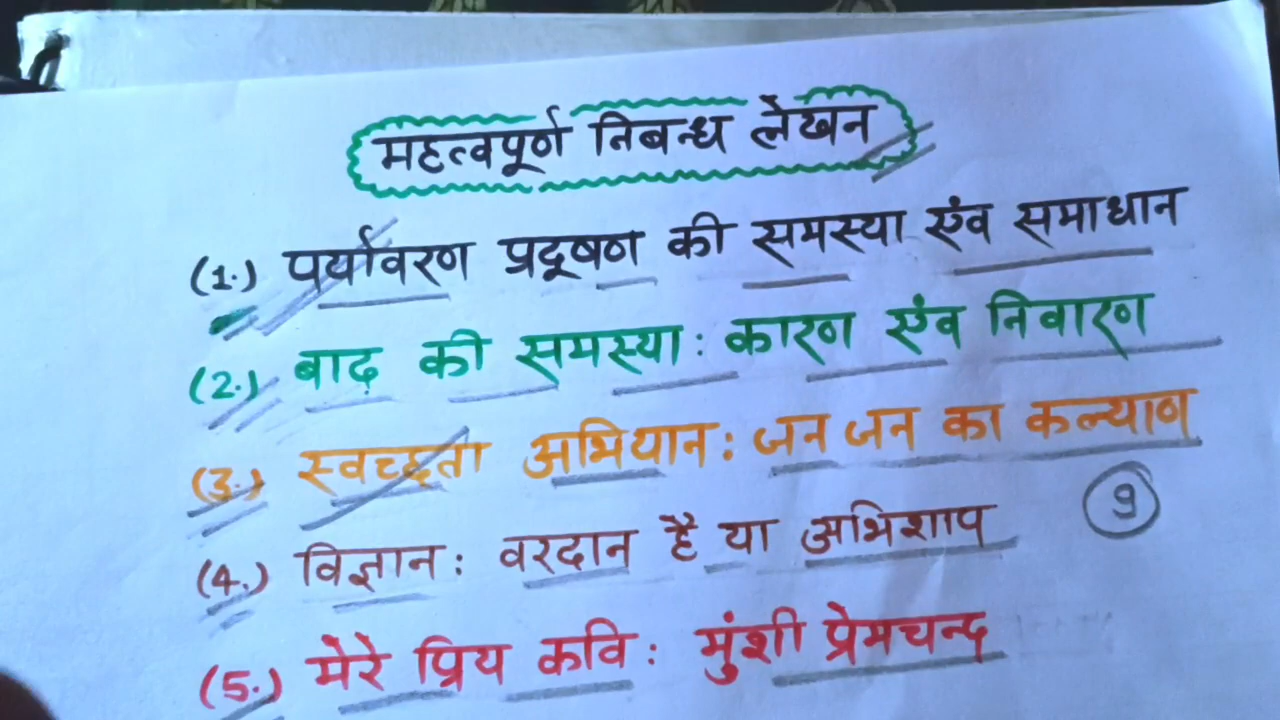 महत्वपूर्ण निबन्ध लेखन
(1.) पर्यावरण प्रदूषण की समस्या एंव समाधान
(2.) बाढ़ की समस्या: कारण एंव निवारण
(3.) स्वच्छता अभियान: जन जन का कल्याण
9
(4.) विज्ञान: वरदान है या अभिशाप
(5.) मेरे प्रिय कवि: मुंशी प्रेमचन्द